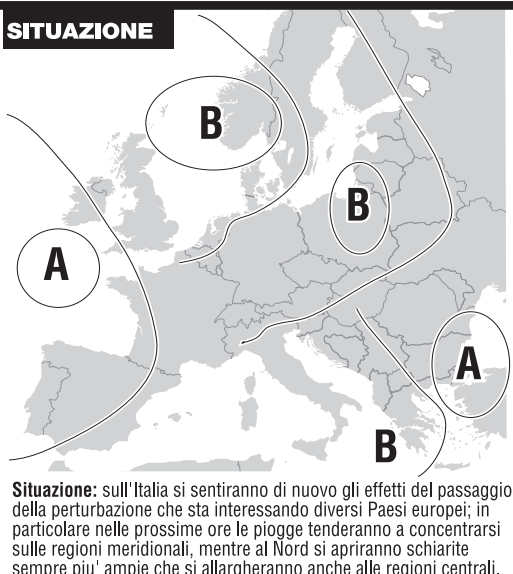 SITUAZIONE
B
B
A
A
B
Situazione: sull'Italia si sentiranno di nuovo gli effetti del passaggio
della perturbazione che sta interessando diversi Paesi europei; in
particolare nelle prossime ore le piogge tenderanno a concentrarsi
sulle regioni meridionali, mentre al Nord si apriranno schiarite
sempre piu' ampie che si allargheranno anche alle regioni centrali.